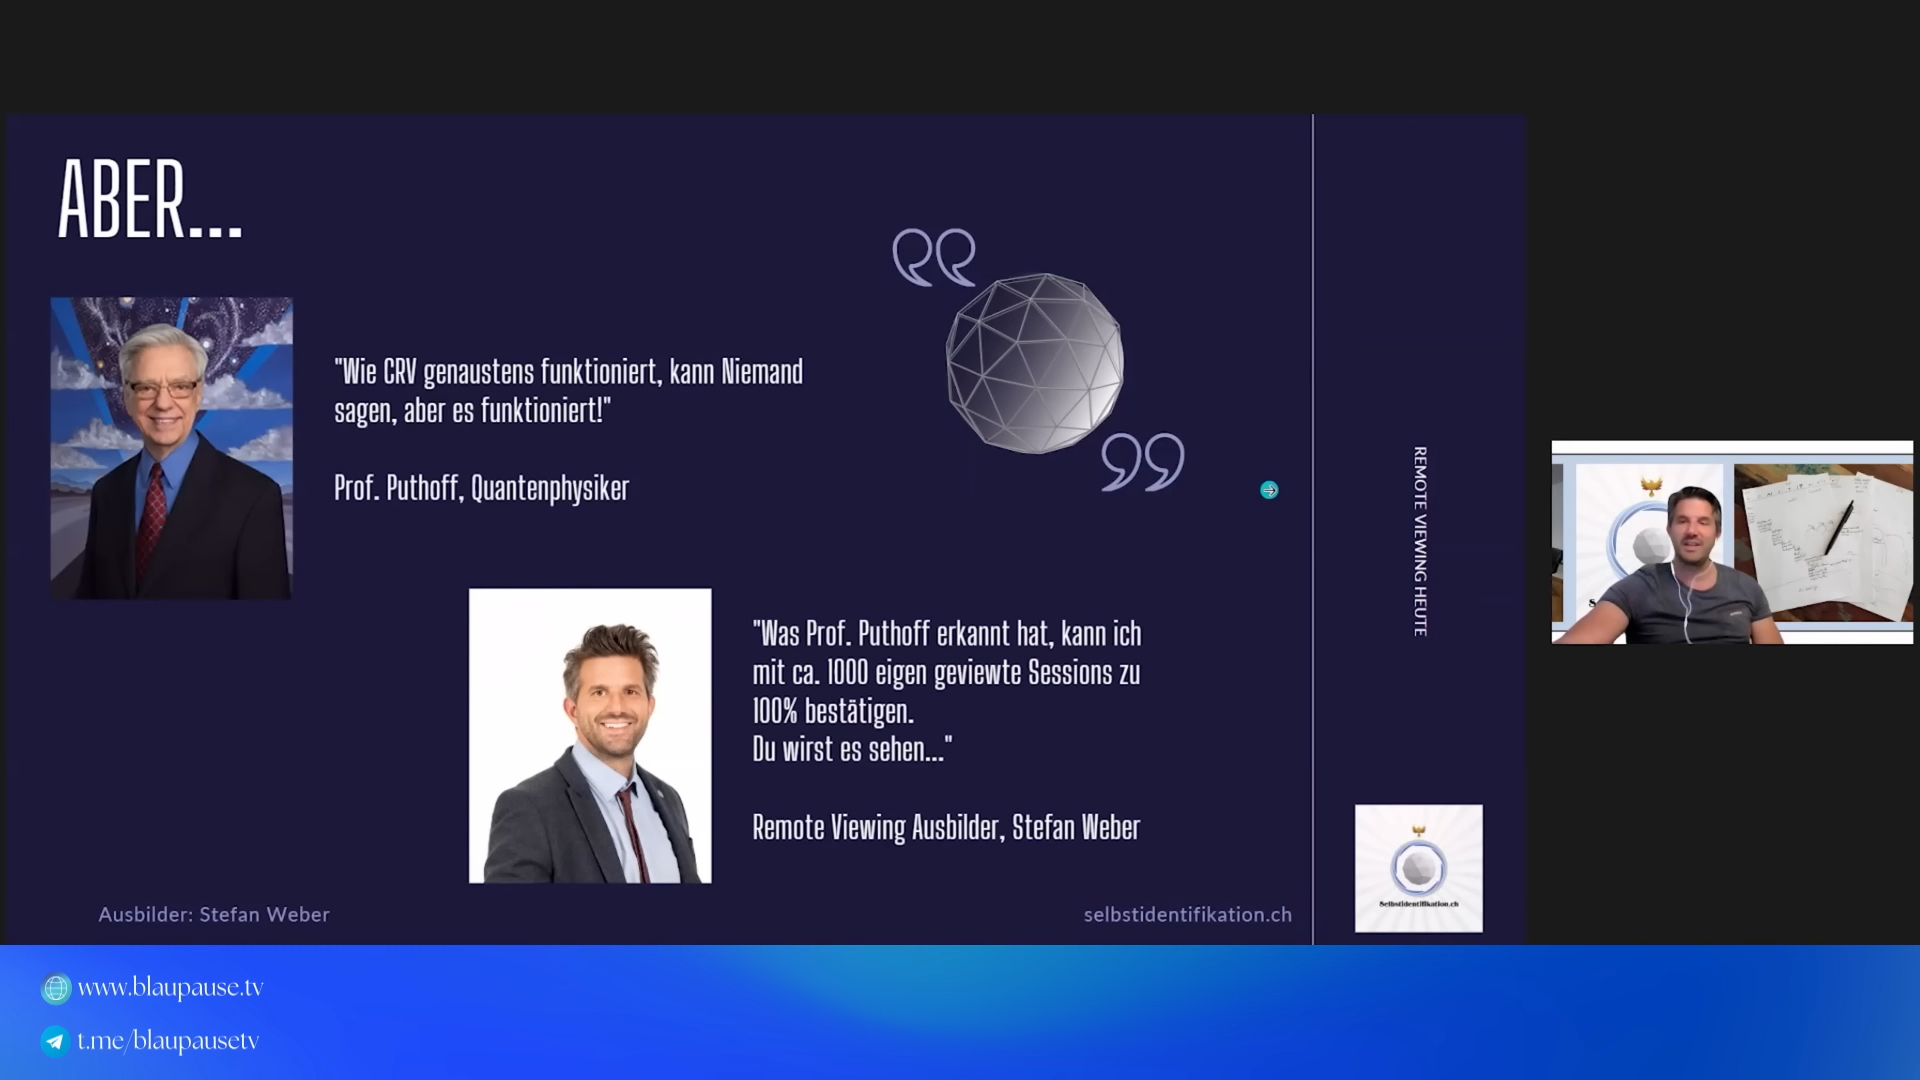 ABER...
"Wie CRV genaustens funktioniert, kann Niemand
sagen, aber es funktioniert!"
Prof. Puthoff, Quantenphysiker
"Was Prof. Puthoff erkannt hat, kann ich
mit ca. 1000 eigen geviewte Sessions zu
100% bestätigen.
Du wirst es sehen..."
Remote Viewing Ausbilder, Stefan Weber
Ausbilder: Stefan Weber
selbstidentifikation.ch
REMOTE VIEWING HEUTE
Selbstidentifikation.ch
www.blaupause.tv
t.me/blaupausetv